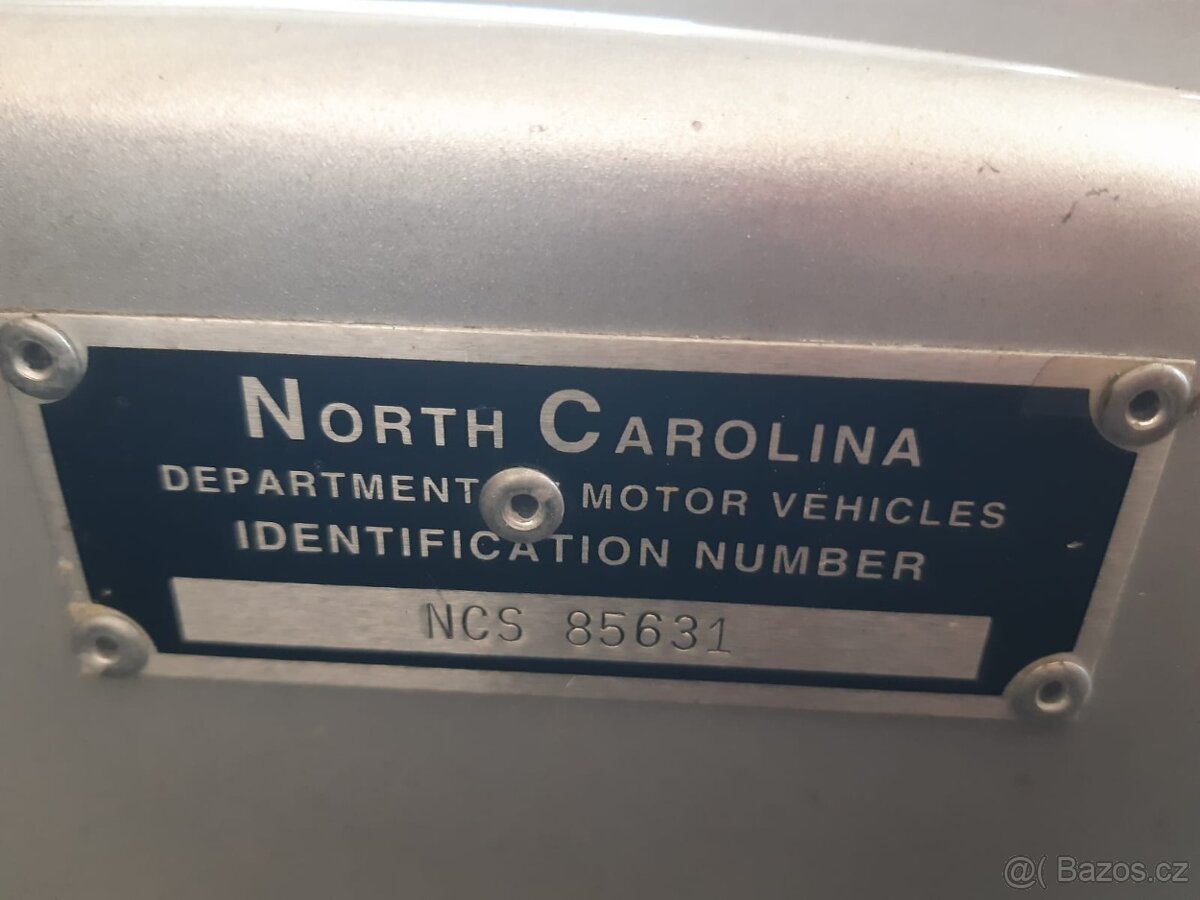 NORTH CAROLINA
DEPARTMENT MOTOR VEHICLES
IDENTIFICATION NUMBER
NCS 85631
@( Bazos.cz